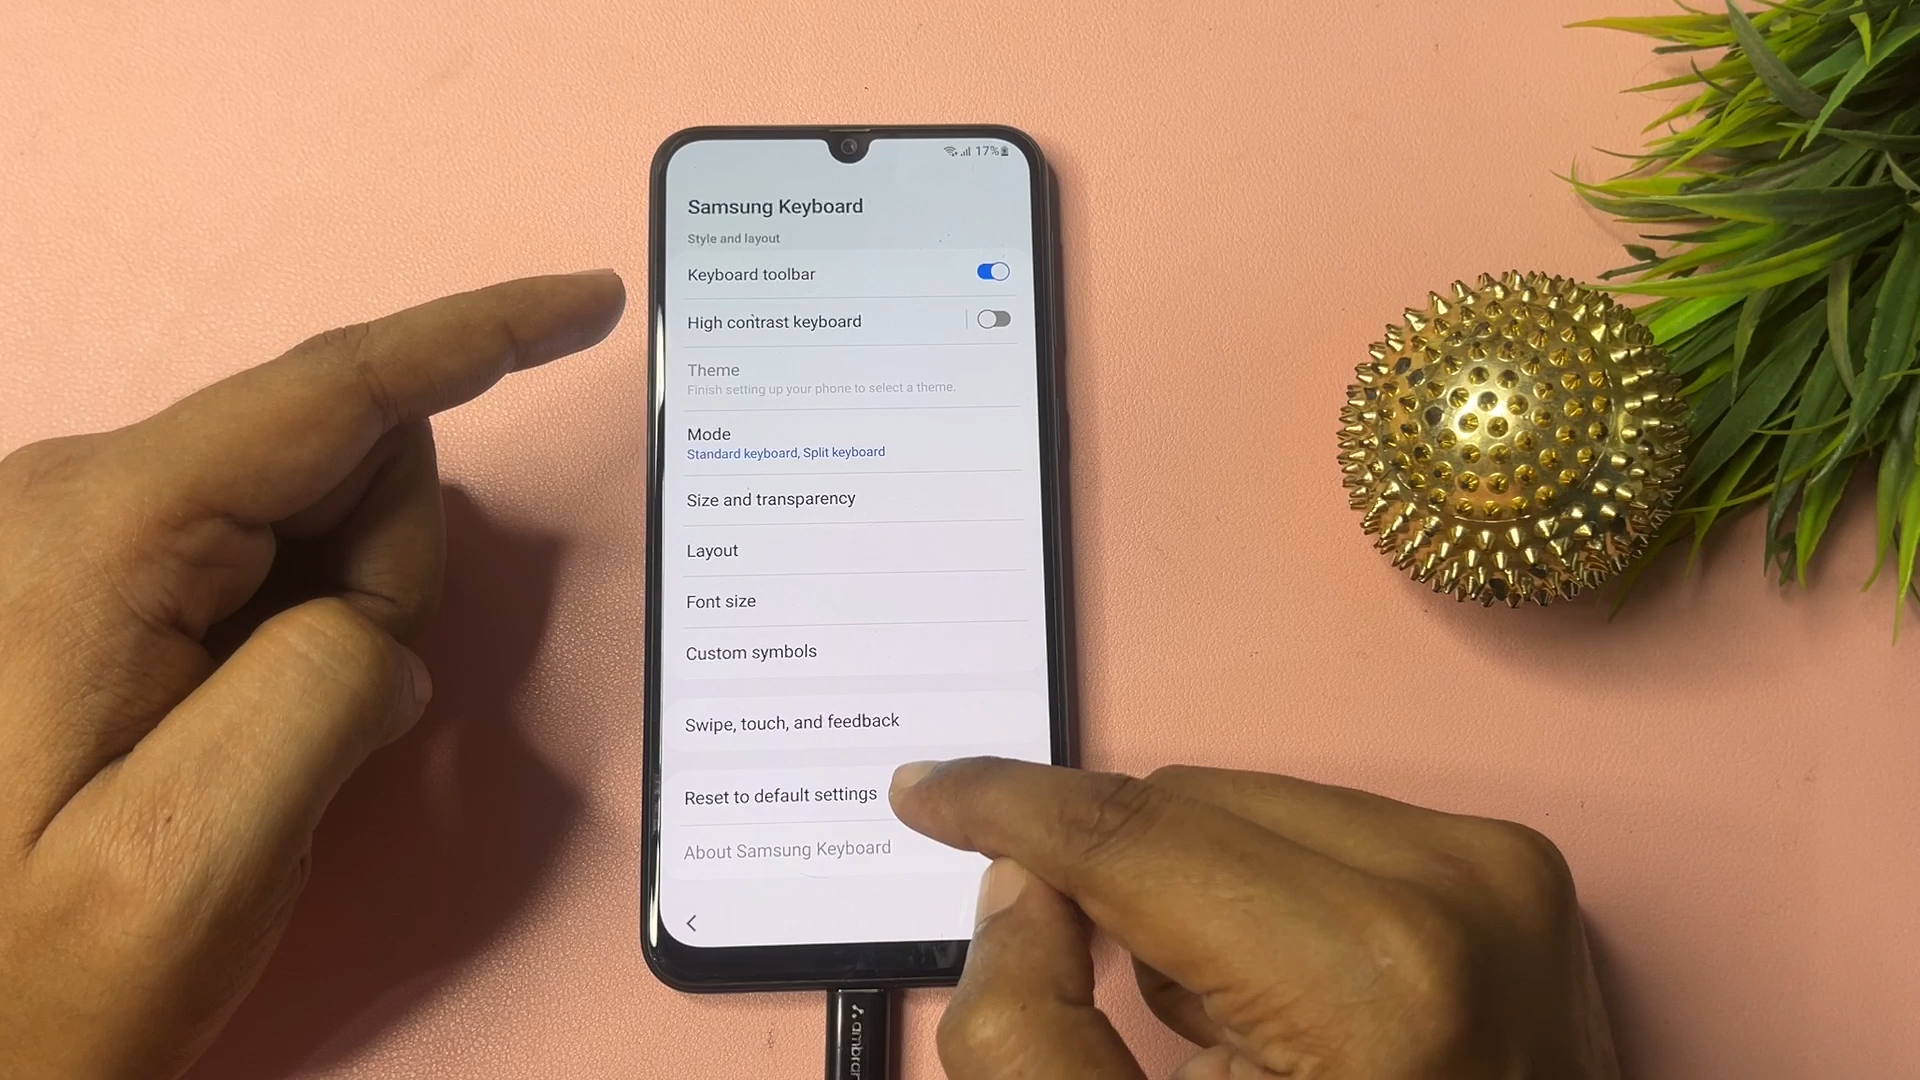 17%
Samsung Keyboard
Style and layout
Keyboard toolbar
High contrast keyboard
Theme
Finish setting up your phone to select a theme.
Mode
Standard keyboard, Split keyboard
Size and transparency
Layout
Font size
Custom symbols
Swipe, touch, and feedback
Reset to default settings
About Samsung Keyboard
ambrar